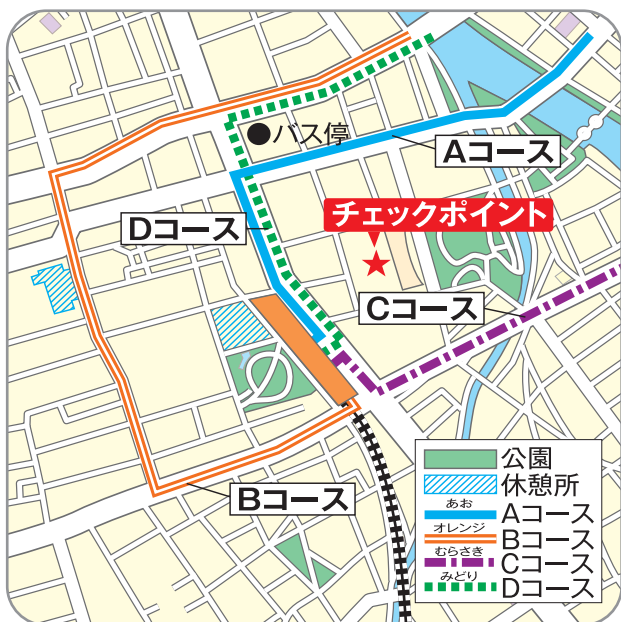 バス停
Aコース
チェックポイント
Dコース
Cコース
Bコース
公園
休憩所
あお
Aコース
オレンジ
Bコース
むらさき
Cコース
みどり
Dコース